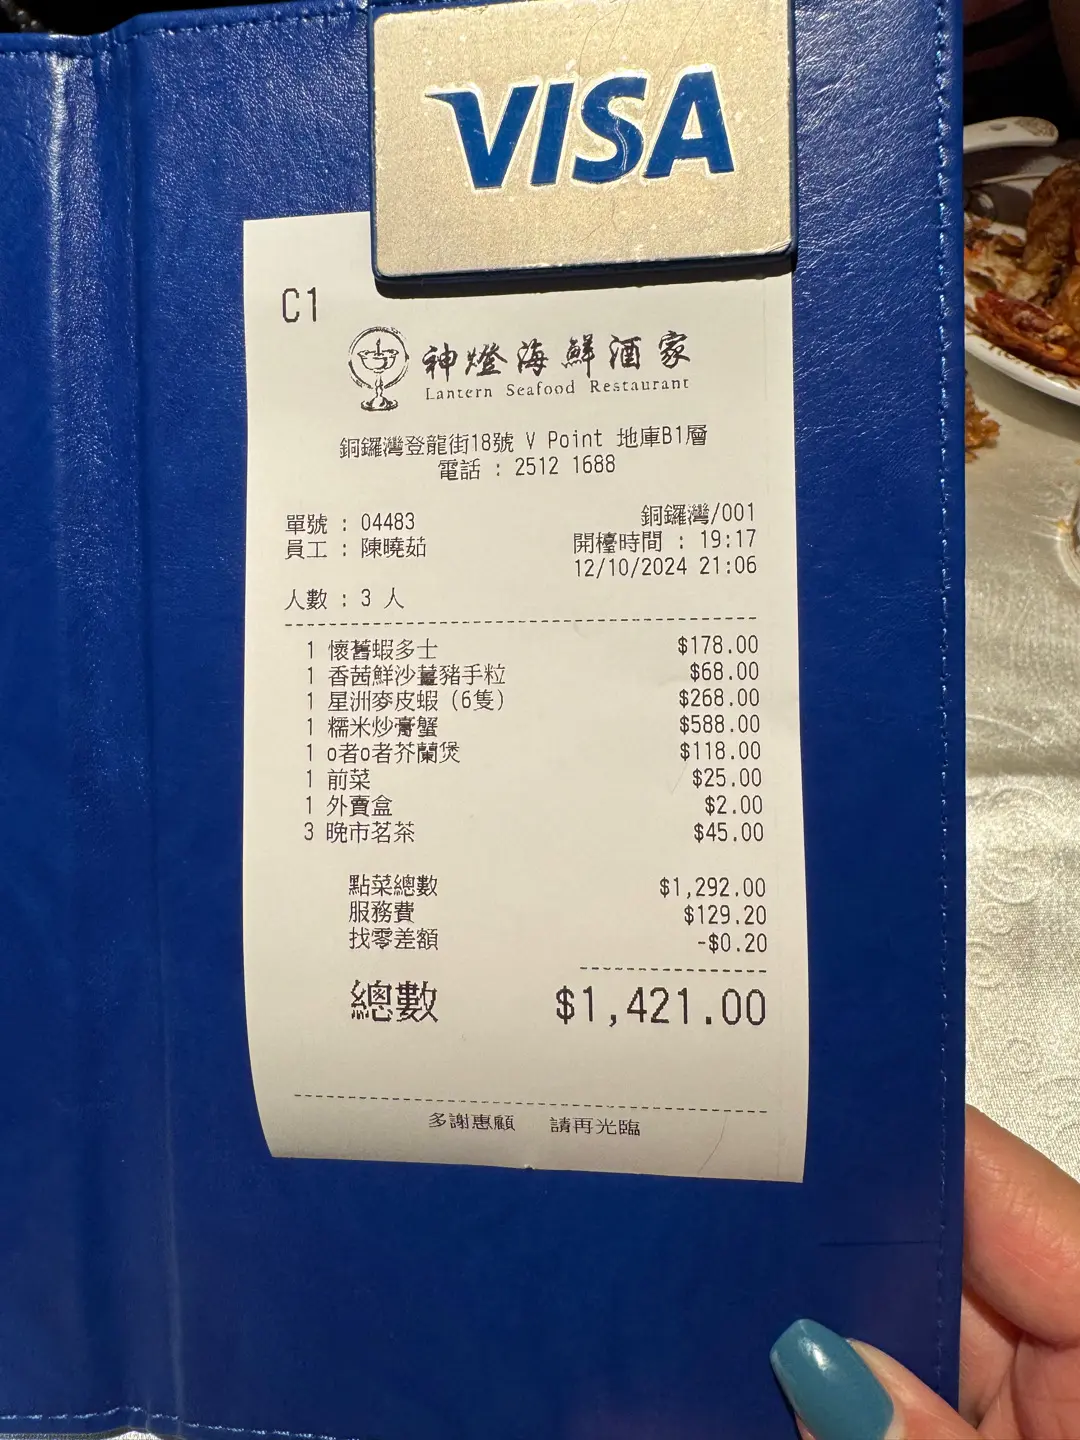 VISA
C1
神燈海鮮酒家
Lantern Seafood Restaurant
銅鑼灣登龍街18號 V Point 地庫B1層
電話 : 2512 1688
單號 : 04483 銅鑼灣/001
員工 : 陳曉茹 開檯時間 : 19:17
12/10/2024 21:06
人數 : 3 人
1 懷舊蝦多士 $178.00
1 香茜鮮沙薑豬手粒 $68.00
1 星洲麥皮蝦 (6隻) $268.00
1 糯米炒膏蟹 $588.00
1 o者o者芥蘭煲 $118.00
1 前菜 $25.00
1 外賣盒 $2.00
3 晚市茗茶 $45.00
點菜總數 $1,292.00
服務費 $129.20
找零差額 -$0.20
總數 $1,421.00
多謝惠顧 請再光臨